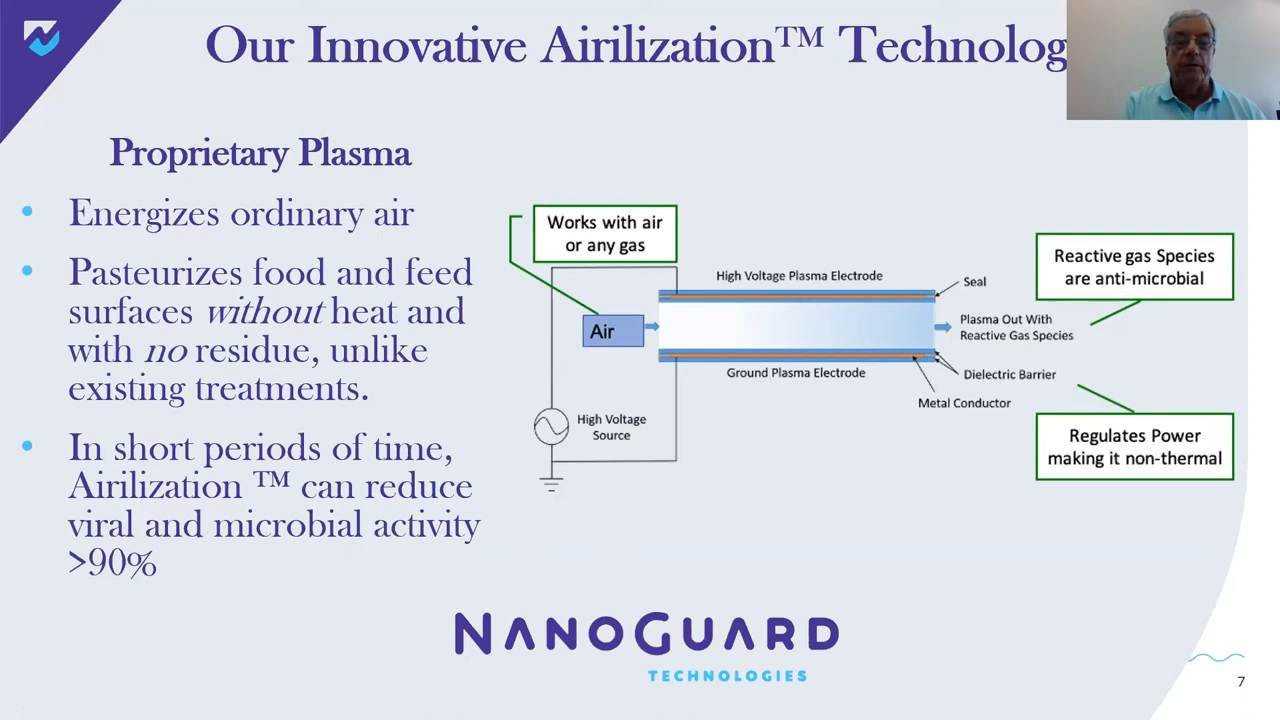 Our Innovative Airilization™ Technolog
Proprietary Plasma
• Energizes ordinary air
• Pasteurizes food and feed
surfaces without heat and
with no residue, unlike
existing treatments.
• In short periods of time,
Airilization ™ can reduce
viral and microbial activity
>90%
Works with air
or any gas
High Voltage Plasma Electrode
Seal
Air
Plasma Out With
Reactive Gas Species
Ground Plasma Electrode
Dielectric Barrier
Metal Conductor
High Voltage
Source
Reactive gas Species
are anti-microbial
Regulates Power
making it non-thermal
NANOGUARD
TECHNOLOGIES
7